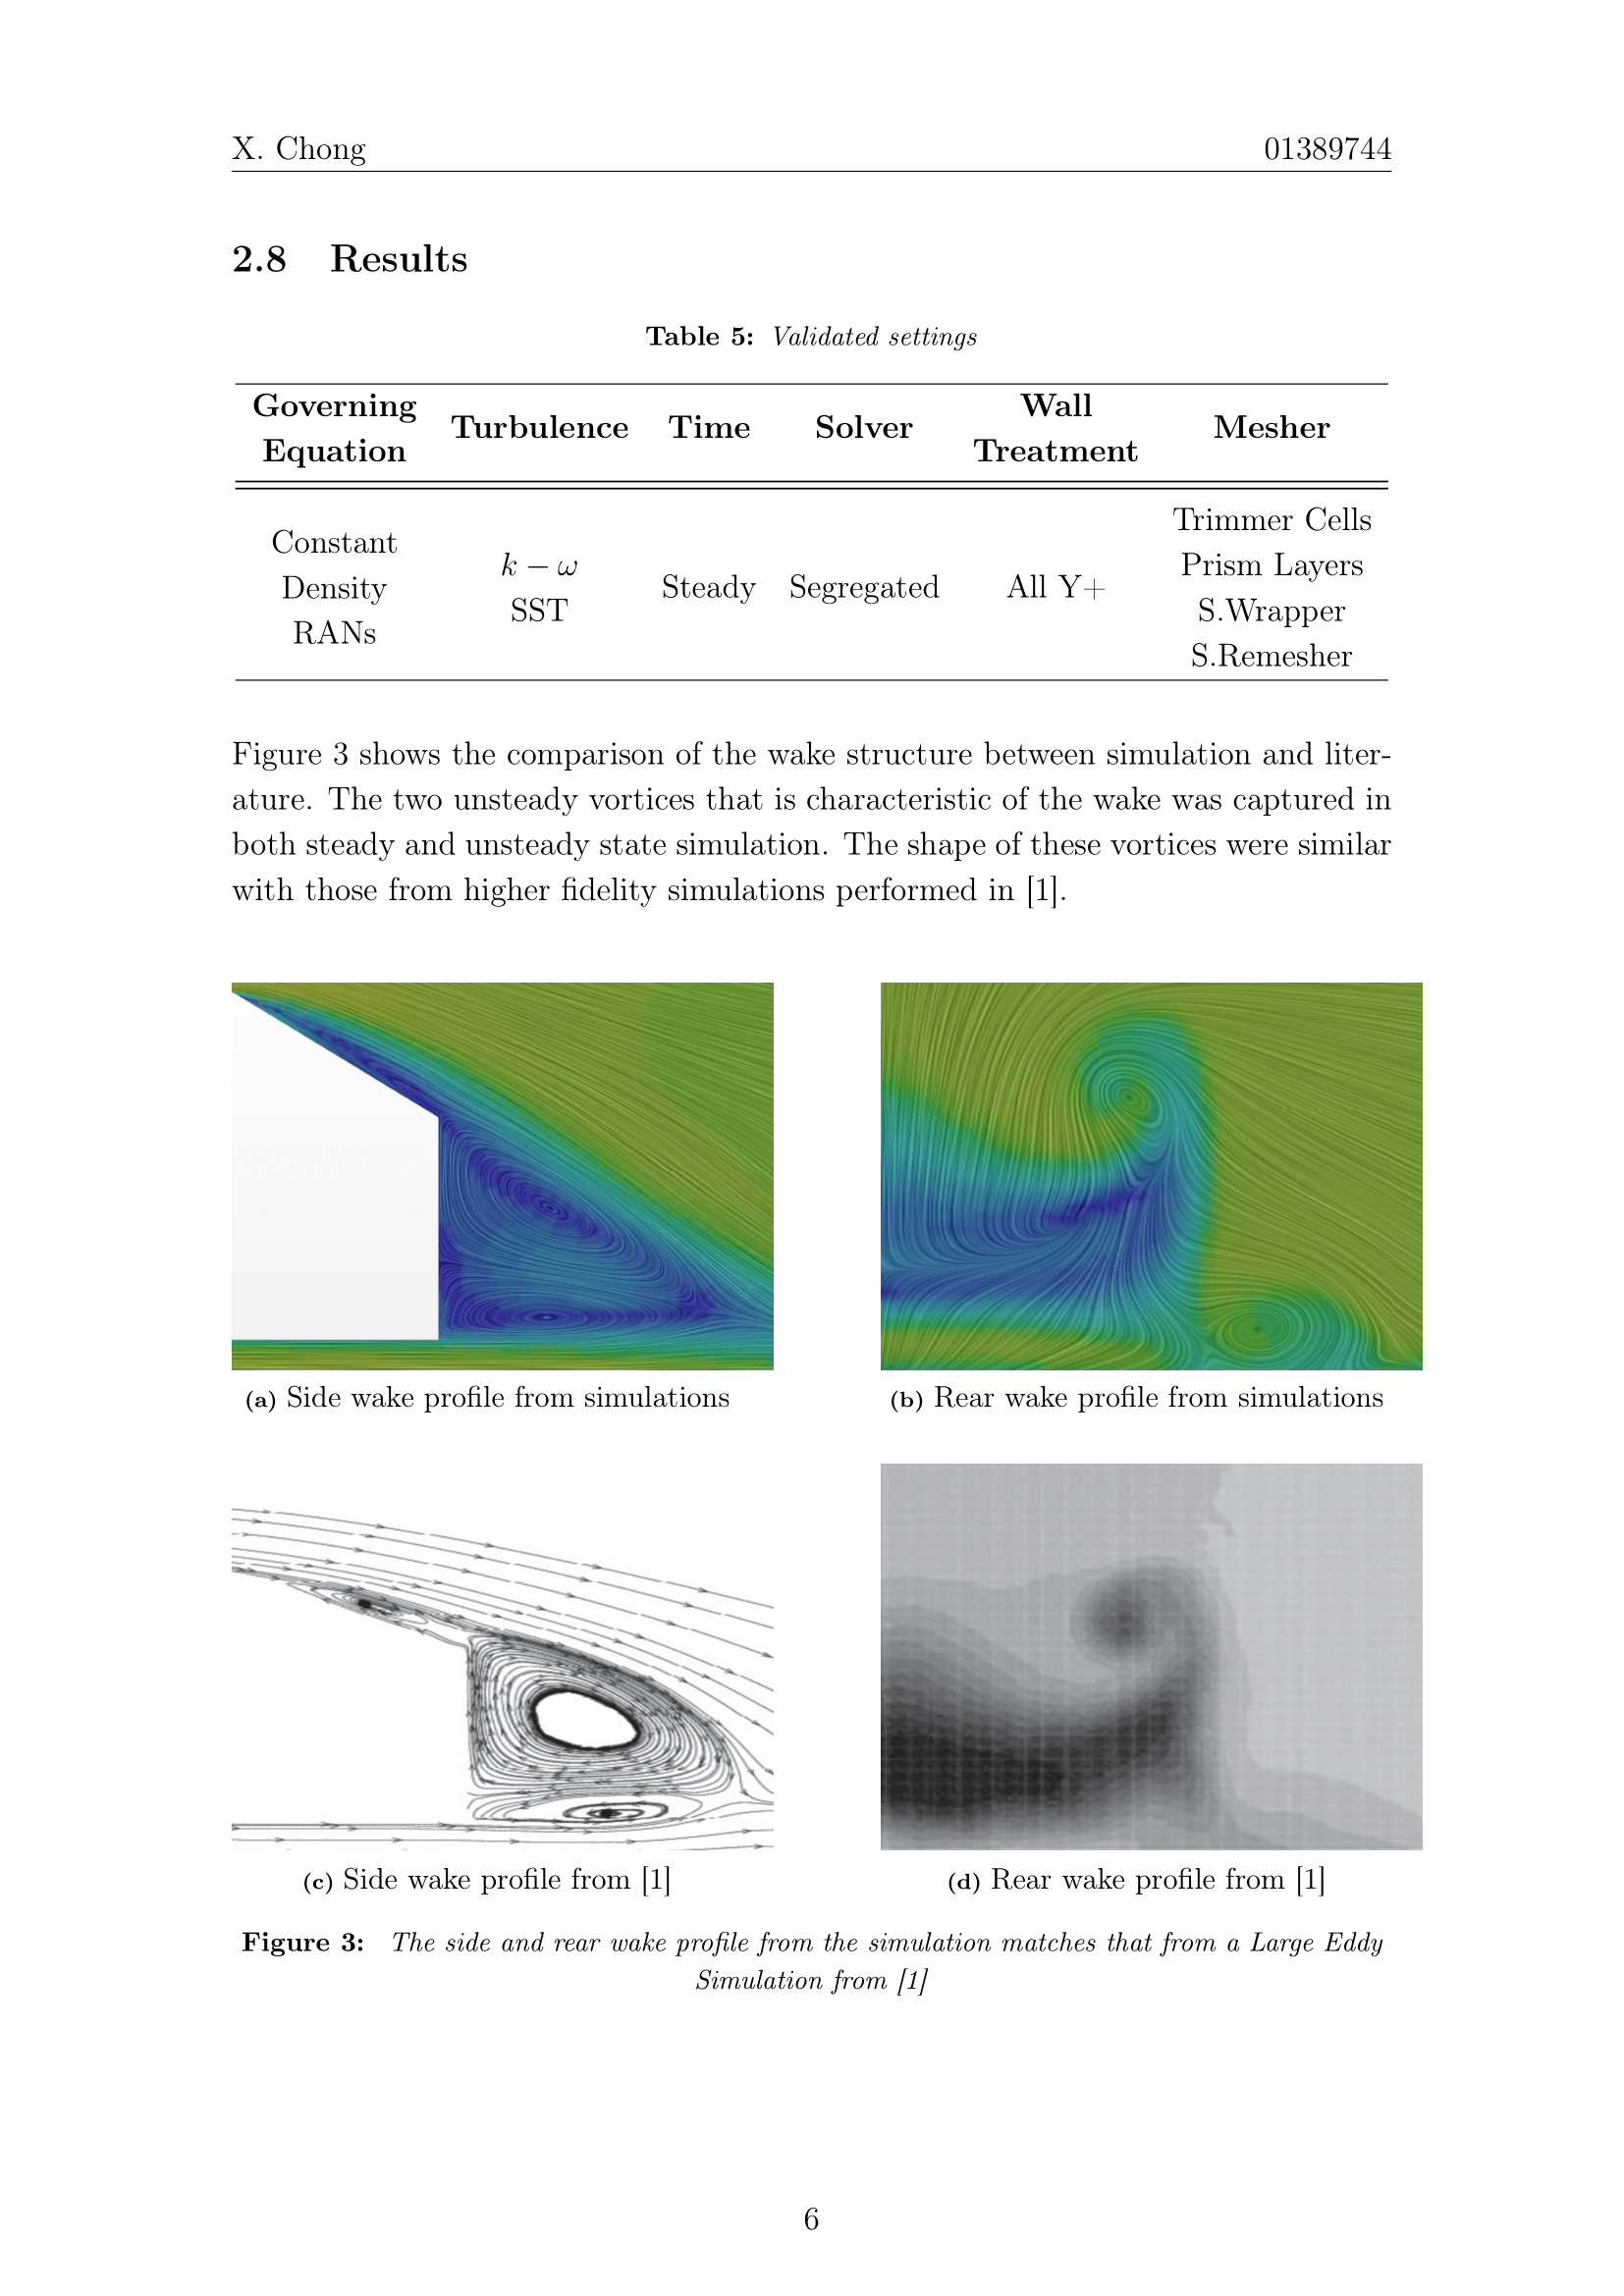 X. Chong 01389744
2.8 Results
Table 5: Validated settings
Governing Equation Turbulence Time Solver Wall Treatment Mesher
Constant Density RANs k − ω SST Steady Segregated All Y+ Trimmer Cells Prism Layers S.Wrapper S.Remesher
Figure 3 shows the comparison of the wake structure between simulation and liter-
ature. The two unsteady vortices that is characteristic of the wake was captured in
both steady and unsteady state simulation. The shape of these vortices were similar
with those from higher fidelity simulations performed in [1].
(a) Side wake profile from simulations
(b) Rear wake profile from simulations
(c) Side wake profile from [1]
(d) Rear wake profile from [1]
Figure 3: The side and rear wake profile from the simulation matches that from a Large Eddy
Simulation from [1]
6